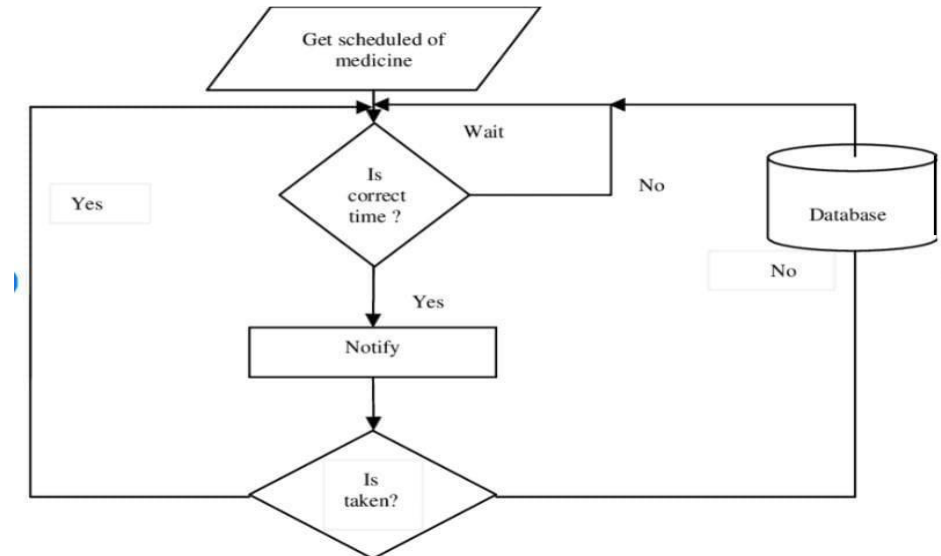 Get scheduled of
medicine
Wait
Is
correct
time ?
No
Yes
Database
No
Yes
Notify
Is
taken?